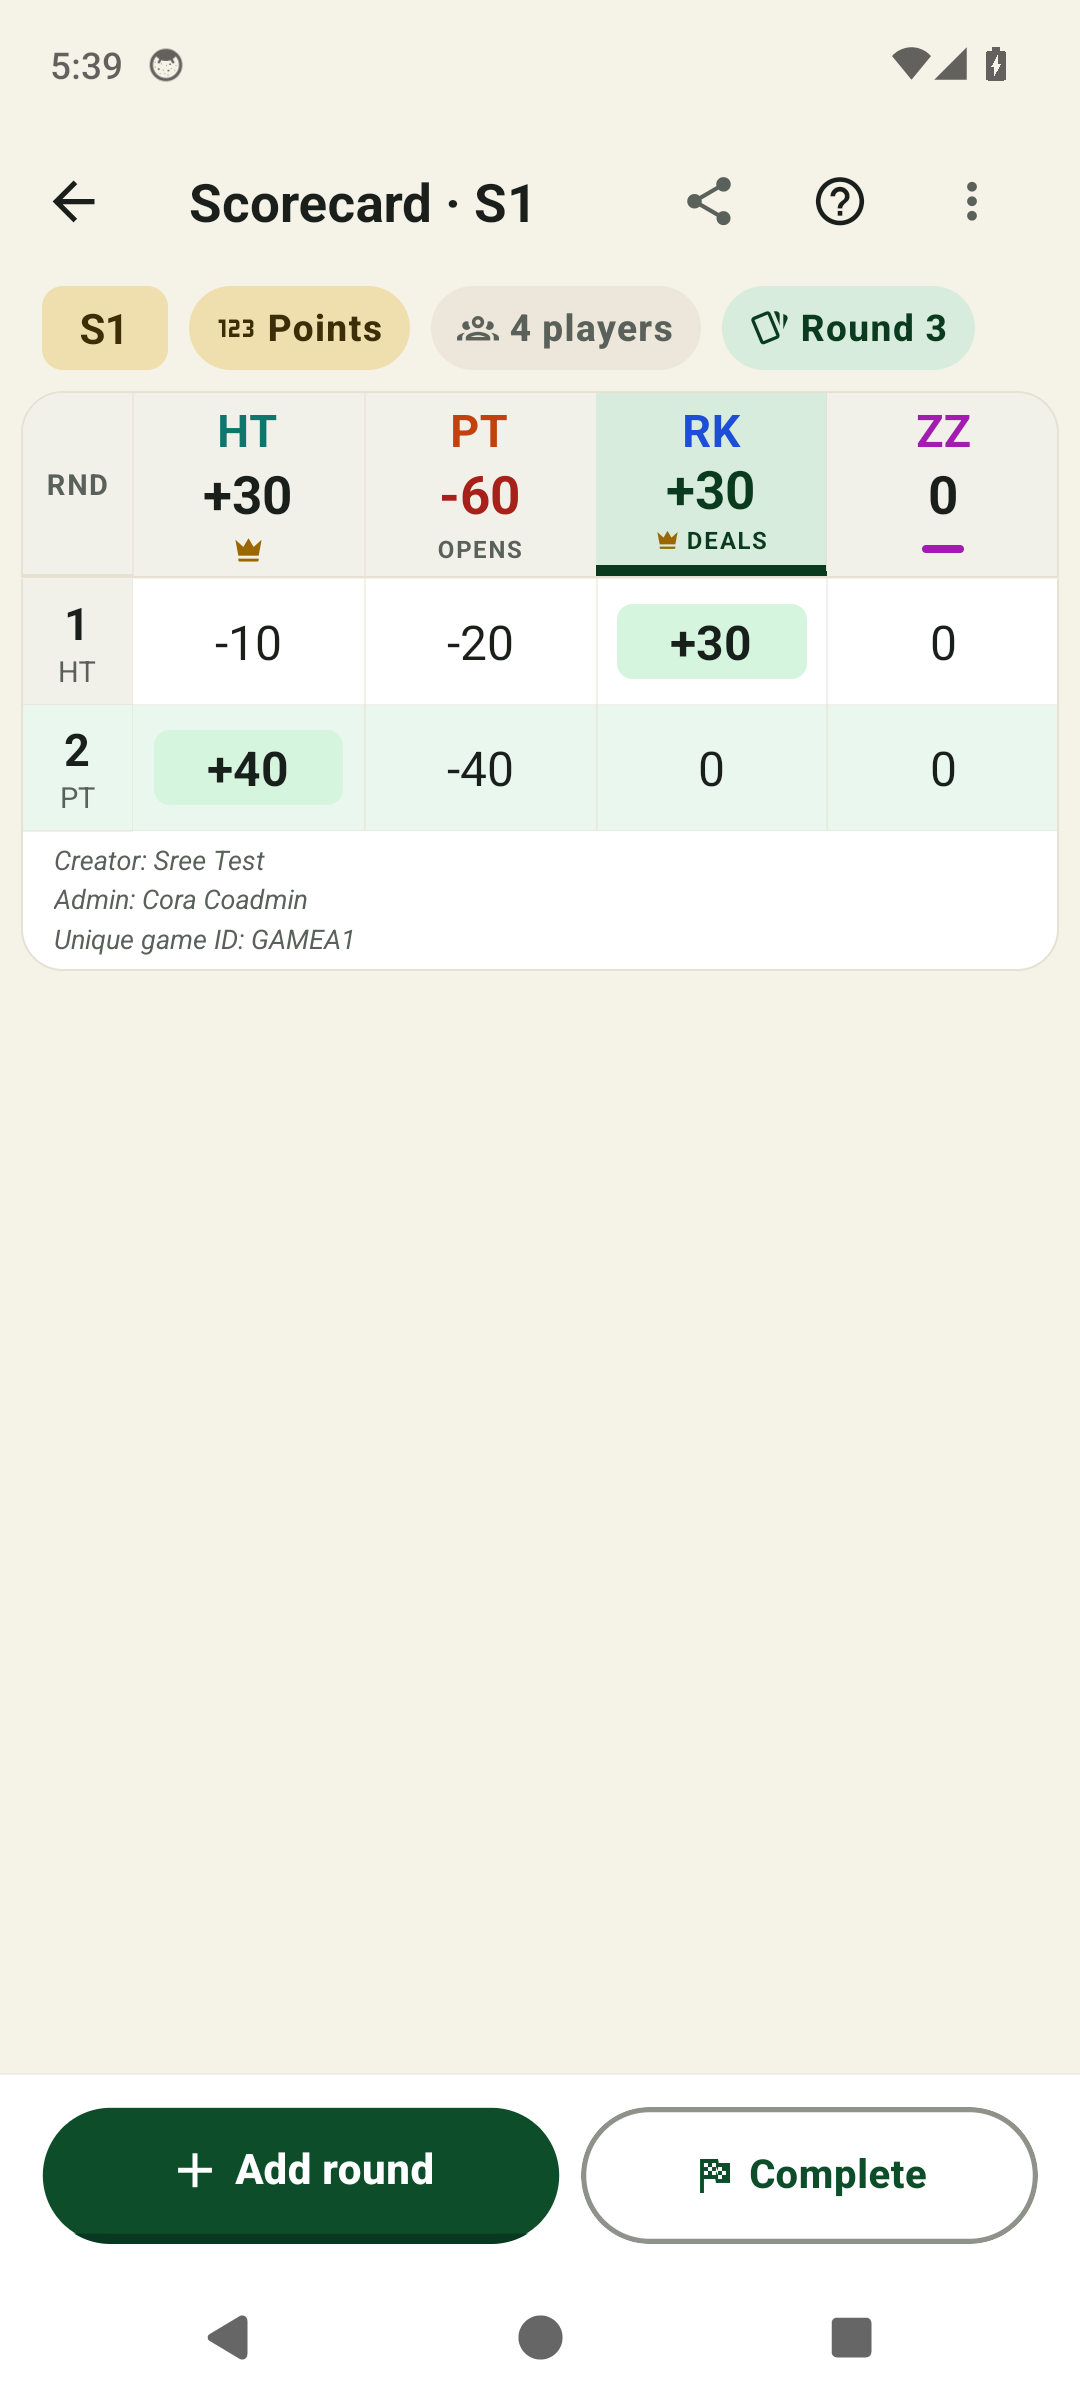 5:39
Scorecard · S1
S1 123 Points 4 players Round 3
RND HT PT RK ZZ
+30 -60 +30 0
OPENS DEALS
1 -10 -20 +30 0
HT
2 +40 -40 0 0
PT
Creator: Sree Test
Admin: Cora Coadmin
Unique game ID: GAMEA1
+ Add round Complete